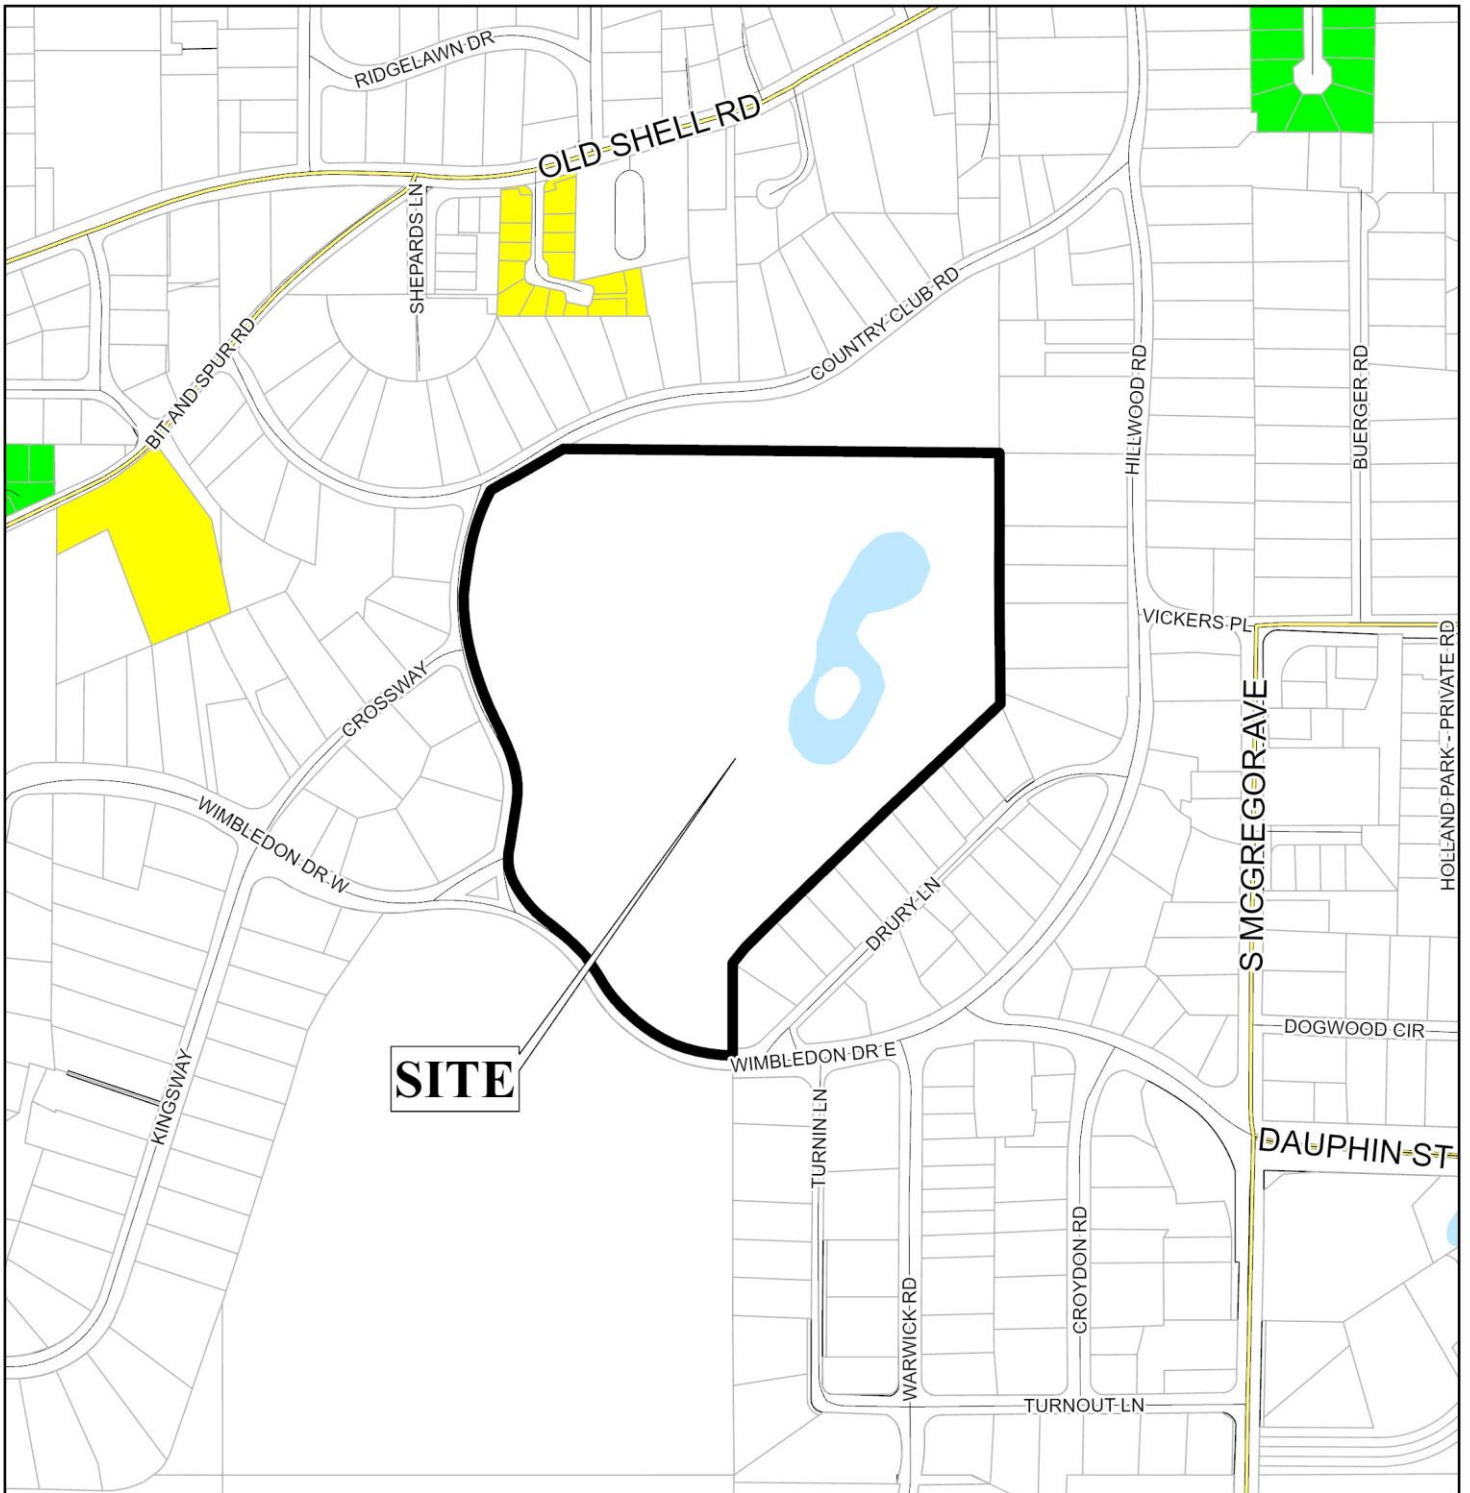 RIDGELAWN DR
OLD SHELL RD
SHEPARDS LN
COUNTRY CLUB RD
BIT AND SPUR RD
HILLWOOD RD
BUERGER RD
VICKERS PL
HOLLAND PARK - PRIVATE RD
CROSSWAY
S MCGREGOR AVE
WIMBLEDON DR W
DRURY LN
DOGWOOD CIR
WIMBLEDON DR E
SITE
KINGSWAY
TURNIN LN
DAUPHIN ST
CROYDON RD
WARWICK RD
TURNOUT LN